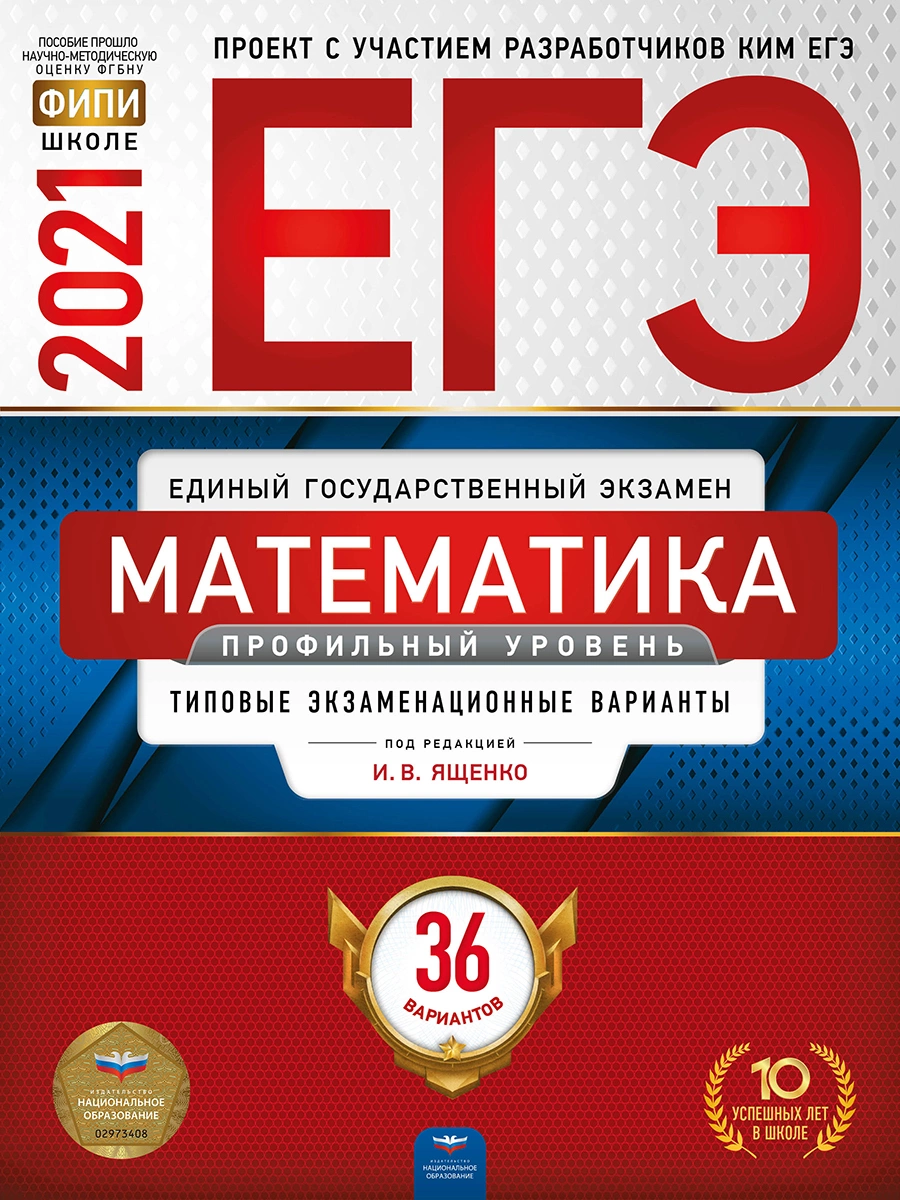 ПОСОБИЕ ПРОШЛО
НАУЧНО-МЕТОДИЧЕСКУЮ
ОЦЕНКУ ФГБНУ
ФИПИ
ШКОЛЕ
2021
ПРОЕКТ С УЧАСТИЕМ РАЗРАБОТЧИКОВ КИМ ЕГЭ
ЕГЭ
ЕДИНЫЙ ГОСУДАРСТВЕННЫЙ ЭКЗАМЕН
МАТЕМАТИКА
ПРОФИЛЬНЫЙ УРОВЕНЬ
ТИПОВЫЕ ЭКЗАМЕНАЦИОННЫЕ ВАРИАНТЫ
ПОД РЕДАКЦИЕЙ
И. В. ЯЩЕНКО
36
ВАРИАНТОВ
ИЗДАТЕЛЬСТВО
НАЦИОНАЛЬНОЕ
ОБРАЗОВАНИЕ
02973408
10
УСПЕШНЫХ ЛЕТ
В ШКОЛЕ
ИЗДАТЕЛЬСТВО
НАЦИОНАЛЬНОЕ
ОБРАЗОВАНИЕ